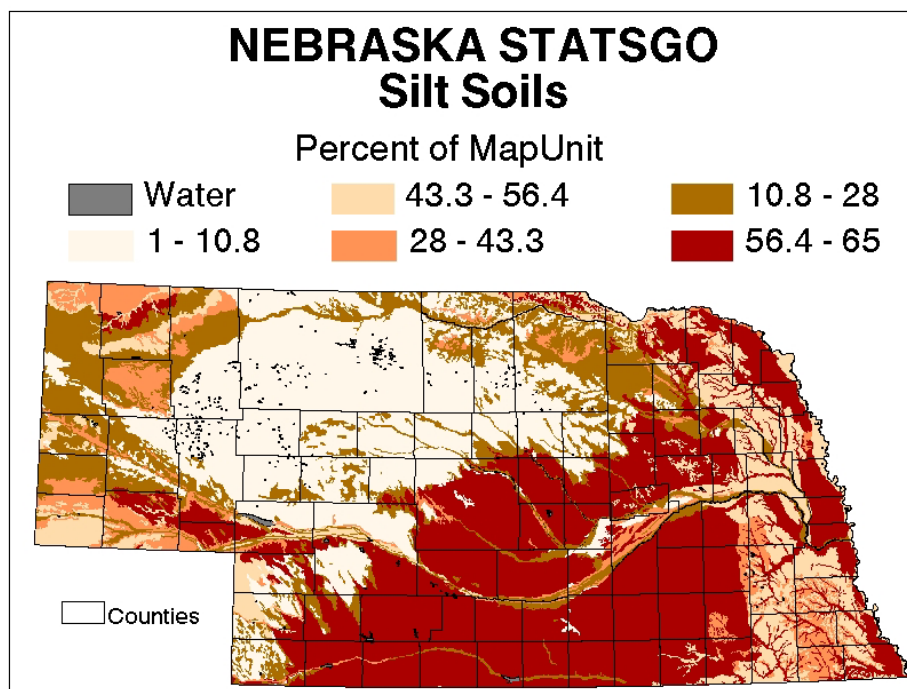 NEBRASKA STATSGO
Silt Soils
Percent of MapUnit
Water 43.3 - 56.4 10.8 - 28
1 - 10.8 28 - 43.3 56.4 - 65
Counties